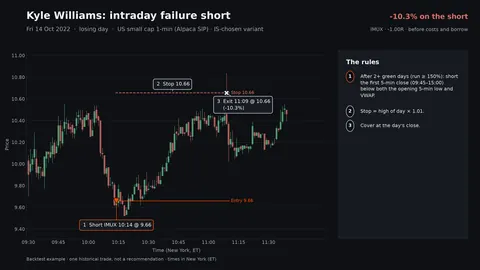 Kyle Williams: intraday failure short
-10.3% on the short
Fri 14 Oct 2022 · losing day · US small cap 1-min (Alpaca SIP) · IS-chosen variant
IMUX -1.00R before costs and borrow
The rules
1 After 2+ green days (run ≥ 150%): short
the first 5-min close (09:45-15:00)
below both the opening 5-min low and
VWAP.
2 Stop = high of day × 1.01.
3 Cover at the day's close.
Price
11.00
10.80
10.60
10.40
10.20
10.00
9.80
9.60
9.40
2 Stop 10.66
Stop 10.66
3 Exit 11:09 @ 10.66
(-10.3%)
Entry 9.66
1 Short IMUX 10:14 @ 9.66
09:30 09:45 10:00 10:15 10:30 10:45 11:00 11:15 11:30
Time (New York, ET)
Backtested example · one historical trade, not a recommendation · times in New York (ET)